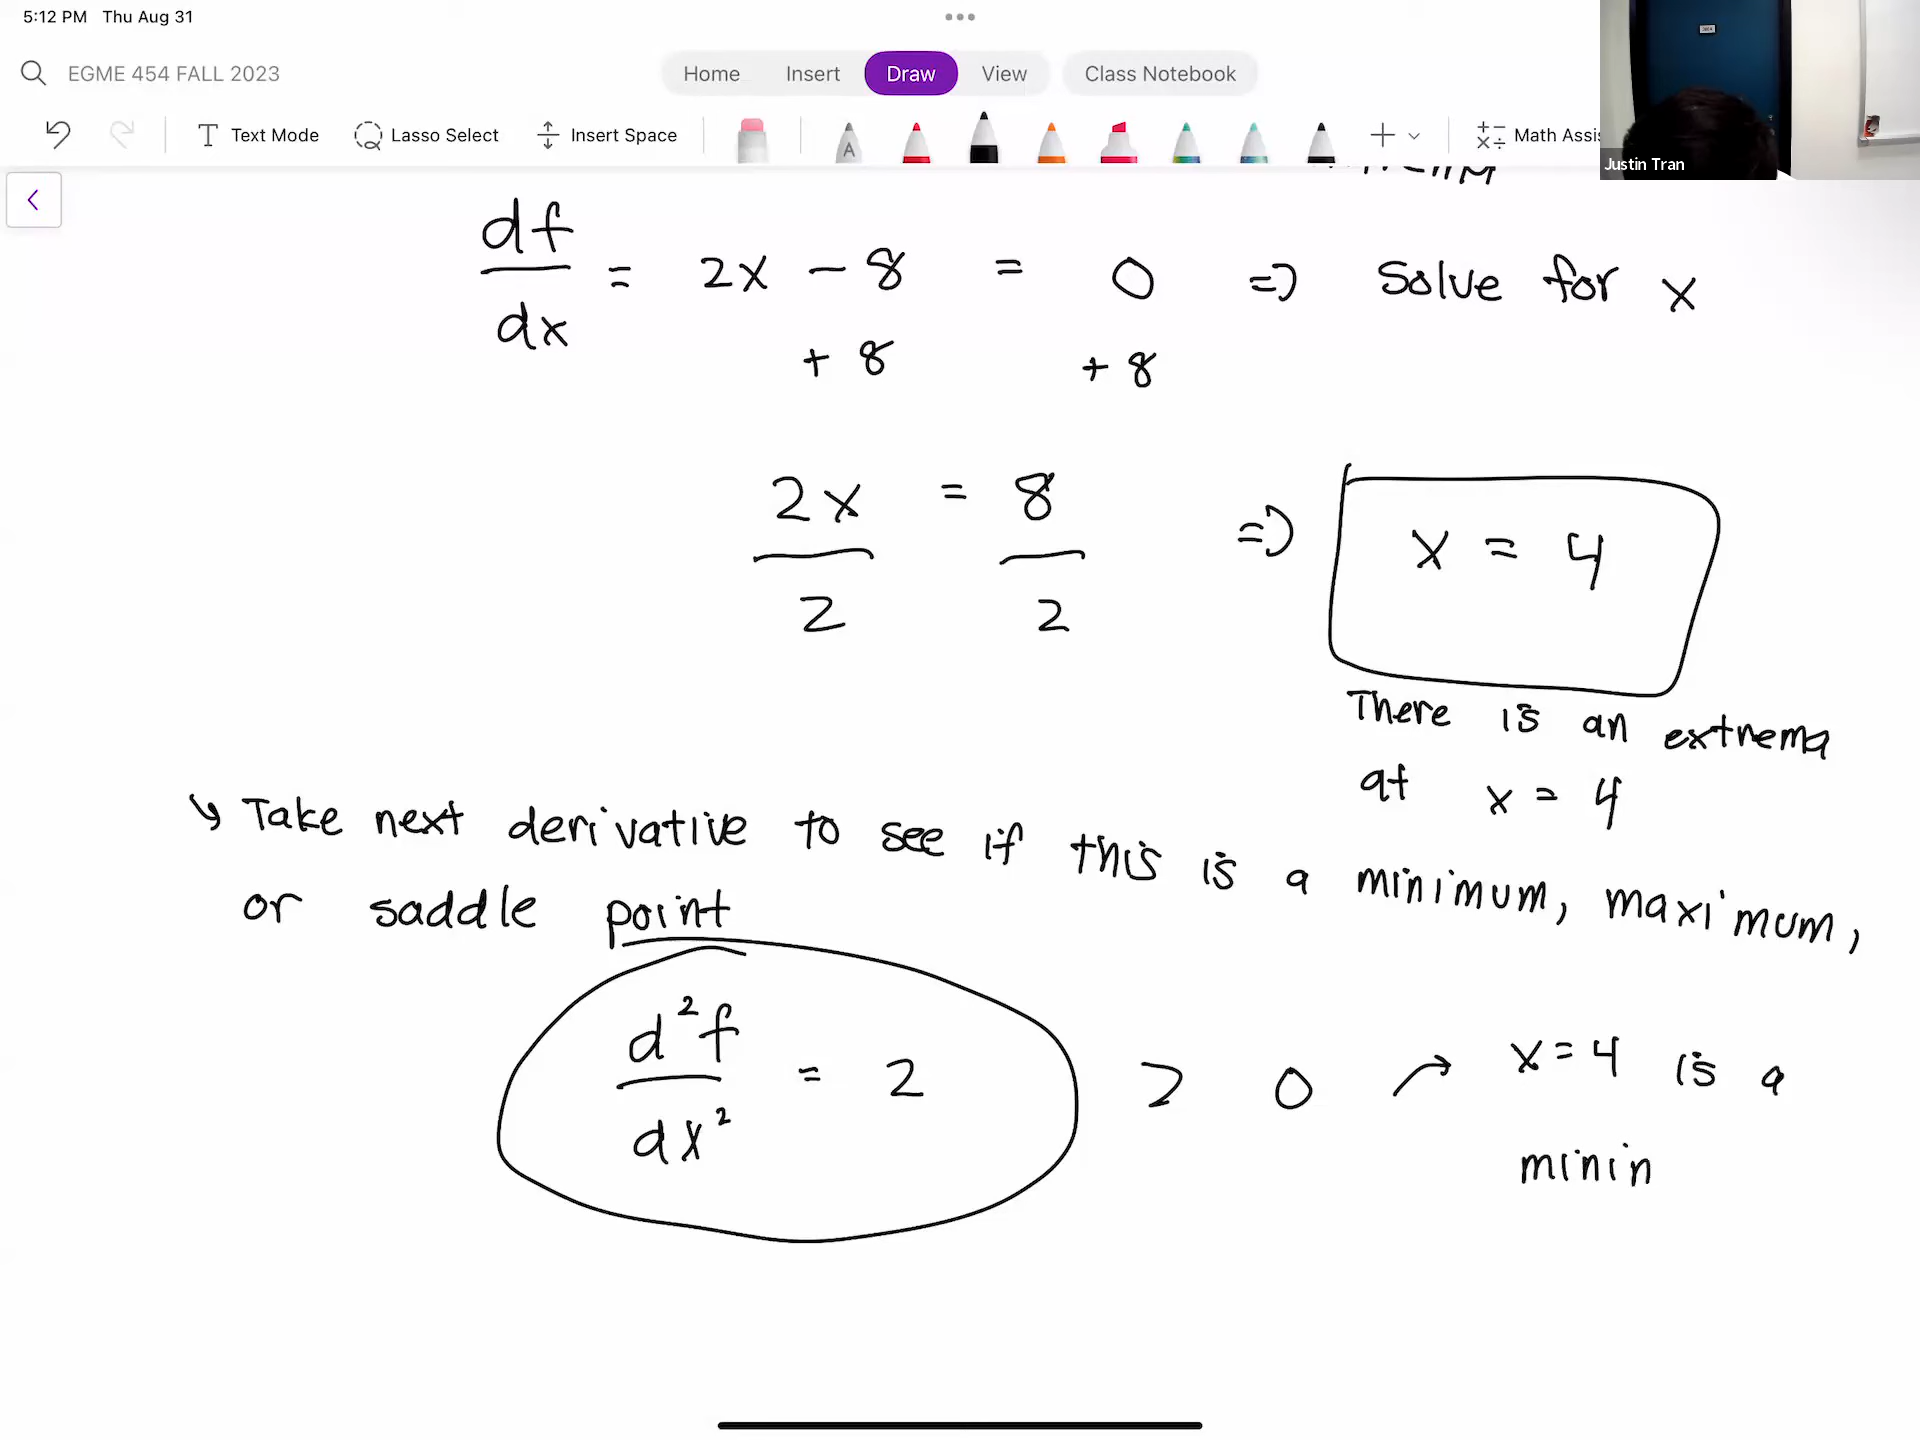 5:12 PM Thu Aug 31
EGME 454 FALL 2023
Home Insert Draw View Class Notebook
Text Mode Lasso Select Insert Space A Math Assis
Justin Tran
df/dx = 2x - 8 = 0 => Solve for x
+ 8 + 8
2x/2 = 8/2 => x = 4
There is an extrema
at x = 4
↳ Take next derivative to see if this is a minimum, maximum,
or saddle point
d²f/dx² = 2 > 0 → x = 4 is a
minin